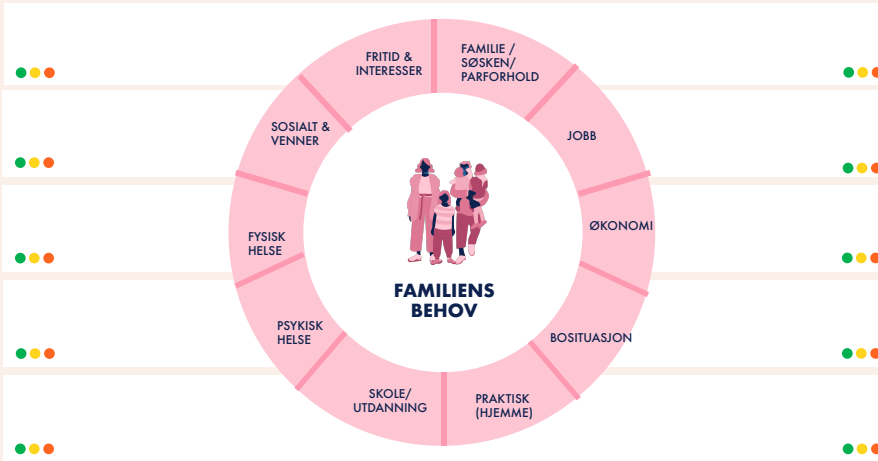 FRITID &
INTERESSER
FAMILIE /
SØSKEN/
PARFORHOLD
JOBB
ØKONOMI
BOSITUASJON
PRAKTISK
(HJEMME)
SKOLE/
UTDANNING
PSYKISK
HELSE
FYSISK
HELSE
SOSIALT &
VENNER
FAMILIENS
BEHOV